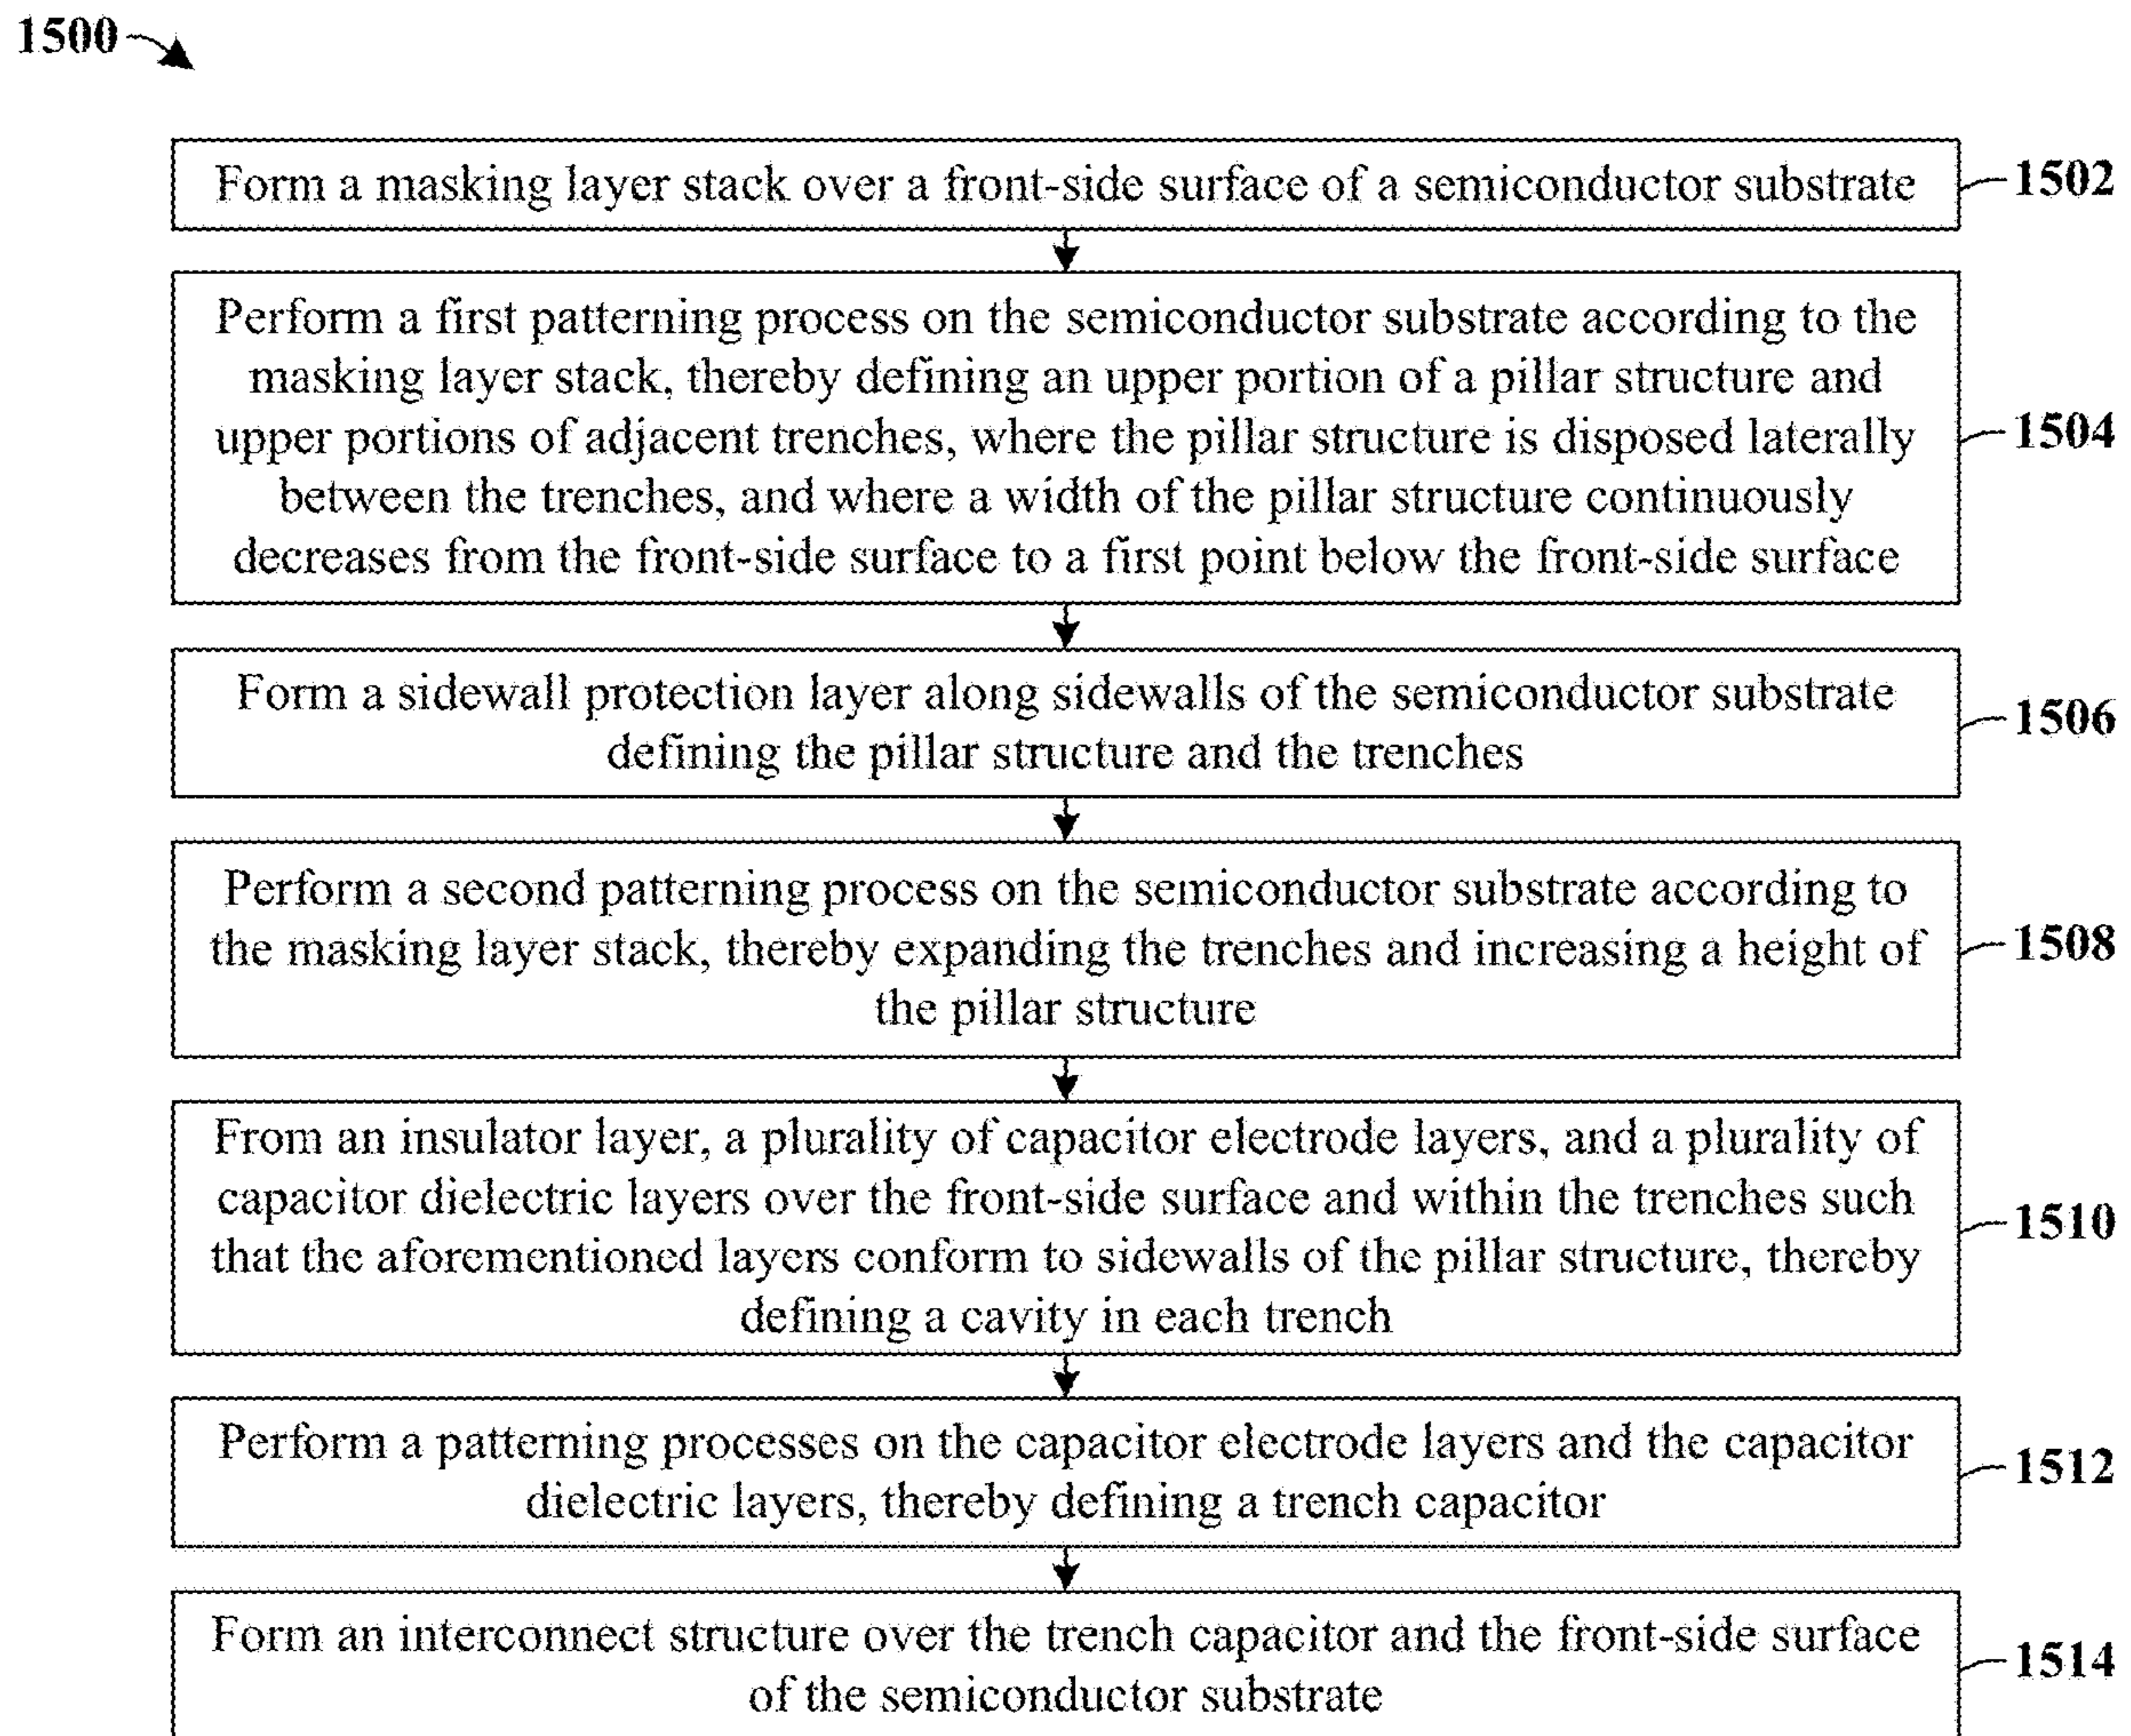 1500
Form a masking layer stack over a front-side surface of a semiconductor substrate
1502
Perform a first patterning process on the semiconductor substrate according to the
masking layer stack, thereby defining an upper portion of a pillar structure and
upper portions of adjacent trenches, where the pillar structure is disposed laterally
between the trenches, and where a width of the pillar structure continuously
decreases from the front-side surface to a first point below the front-side surface
1504
Form a sidewall protection layer along sidewalls of the semiconductor substrate
defining the pillar structure and the trenches
1506
Perform a second patterning process on the semiconductor substrate according to
the masking layer stack, thereby expanding the trenches and increasing a height of
the pillar structure
1508
From an insulator layer, a plurality of capacitor electrode layers, and a plurality of
capacitor dielectric layers over the front-side surface and within the trenches such
that the aforementioned layers conform to sidewalls of the pillar structure, thereby
defining a cavity in each trench
1510
Perform a patterning processes on the capacitor electrode layers and the capacitor
dielectric layers, thereby defining a trench capacitor
1512
Form an interconnect structure over the trench capacitor and the front-side surface
of the semiconductor substrate
1514